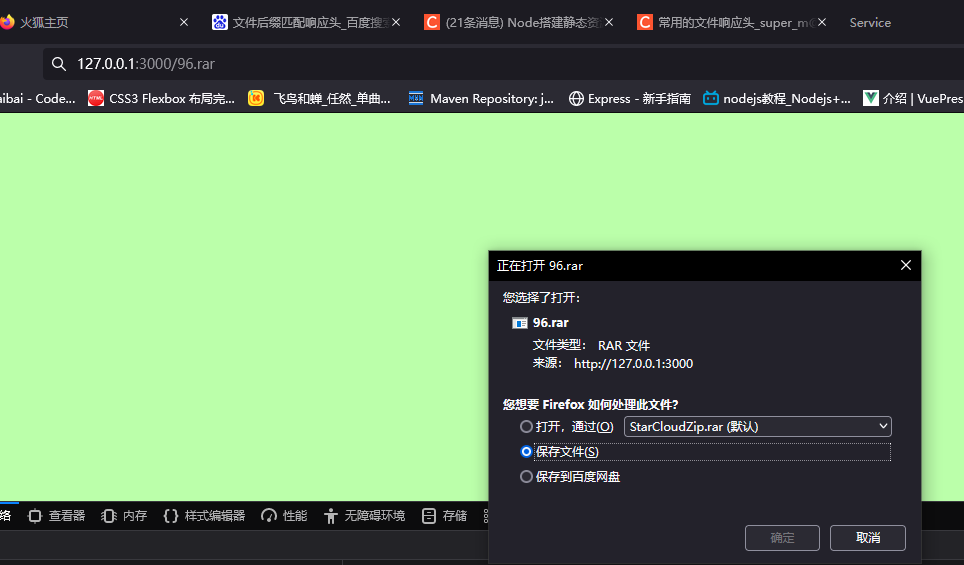 火狐主页
文件后缀匹配响应头_百度搜
(21条消息) Node搭建静态资
常用的文件响应头_super_m
Service
127.0.0.1:3000/96.rar
aibai - Code...
CSS3 Flexbox 布局完...
飞鸟和蝉_任然_单曲...
Maven Repository: j...
Express - 新手指南
nodejs教程_Nodejs+...
介绍 | VuePres
正在打开 96.rar
您选择了打开：
96.rar
文件类型： RAR 文件
来源： http://127.0.0.1:3000
您想要 Firefox 如何处理此文件?
打开，通过(O) StarCloudZip.rar (默认)
保存文件(S)
保存到百度网盘
确定 取消
络 查看器 内存 {} 样式编辑器 性能 无障碍环境 存储